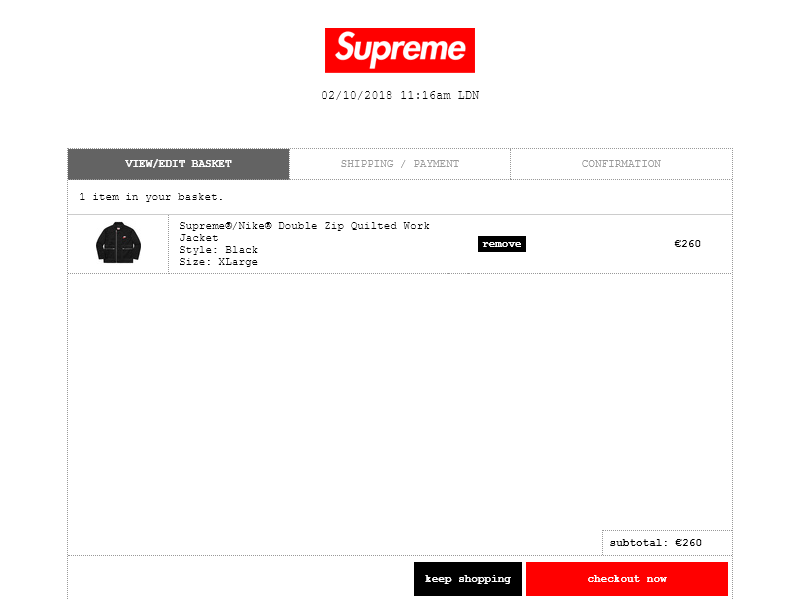 Supreme
02/10/2018 11:16am LDN
VIEW/EDIT BASKET
SHIPPING / PAYMENT
CONFIRMATION
1 item in your basket.
Supreme®/Nike® Double Zip Quilted Work
Jacket
Style: Black
Size: XLarge
remove
€260
subtotal: €260
keep shopping
checkout now